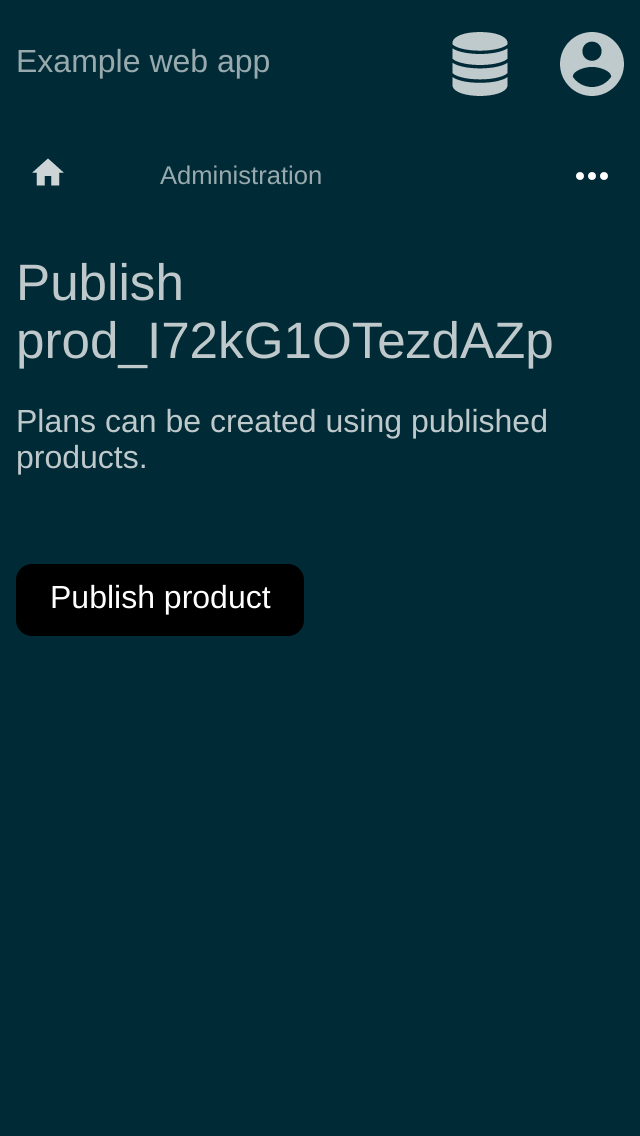 Example web app
Administration
Publish
prod_I72kG1OTezdAZp
Plans can be created using published
products.
Publish product